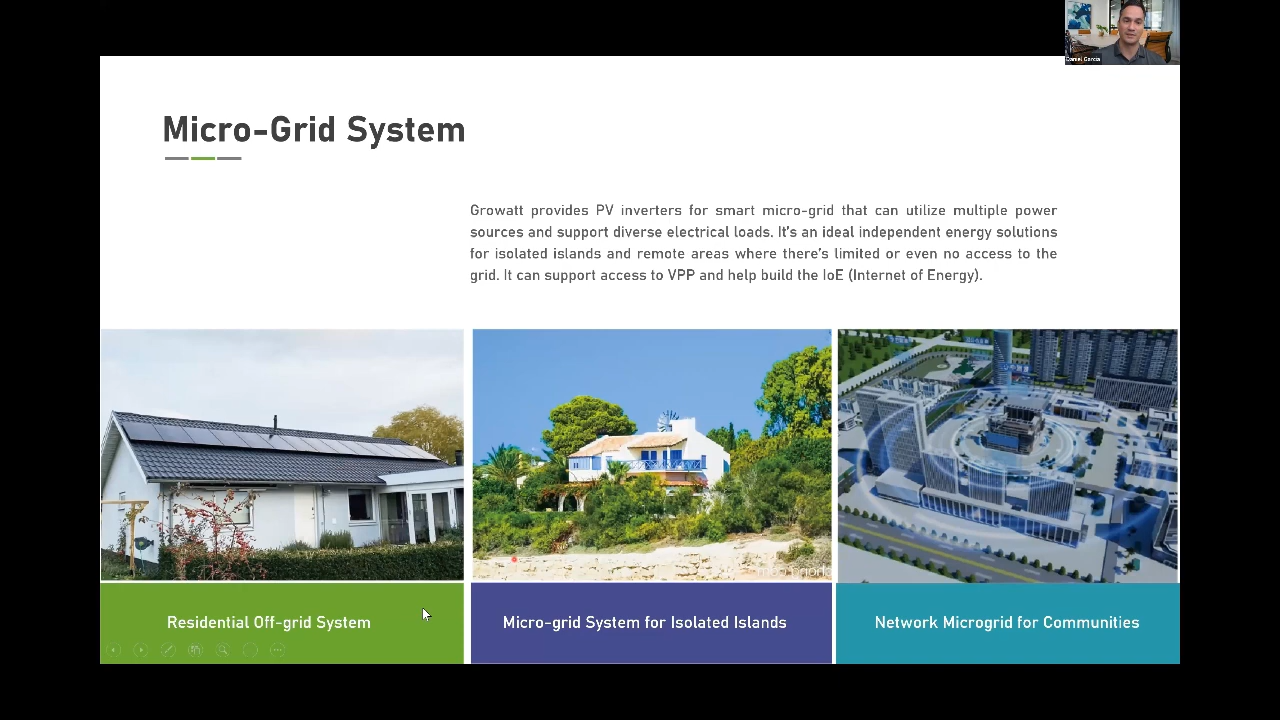 Daniel Garcia
Micro-Grid System
Growatt provides PV inverters for smart micro-grid that can utilize multiple power
sources and support diverse electrical loads. It's an ideal independent energy solutions
for isolated islands and remote areas where there's limited or even no access to the
grid. It can support access to VPP and help build the IoE (Internet of Energy).
Residential Off-grid System
Micro-grid System for Isolated Islands
Network Microgrid for Communities